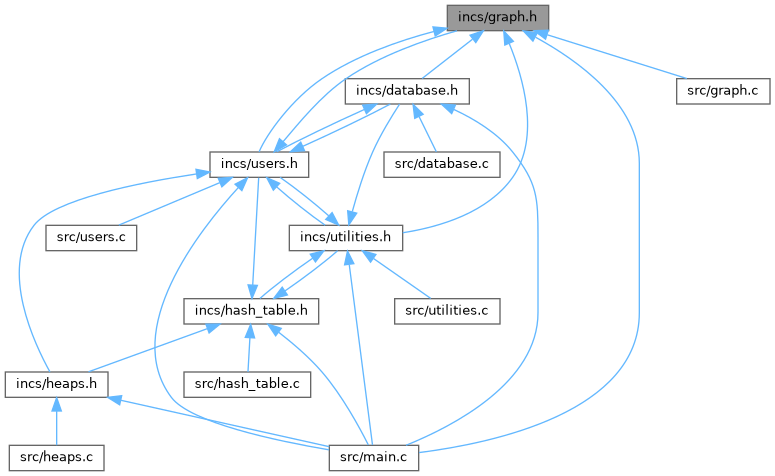 incs/graph.h
incs/database.h
src/graph.c
incs/users.h
src/database.c
src/users.c
incs/utilities.h
incs/hash_table.h
src/utilities.c
incs/heaps.h
src/hash_table.c
src/heaps.c
src/main.c